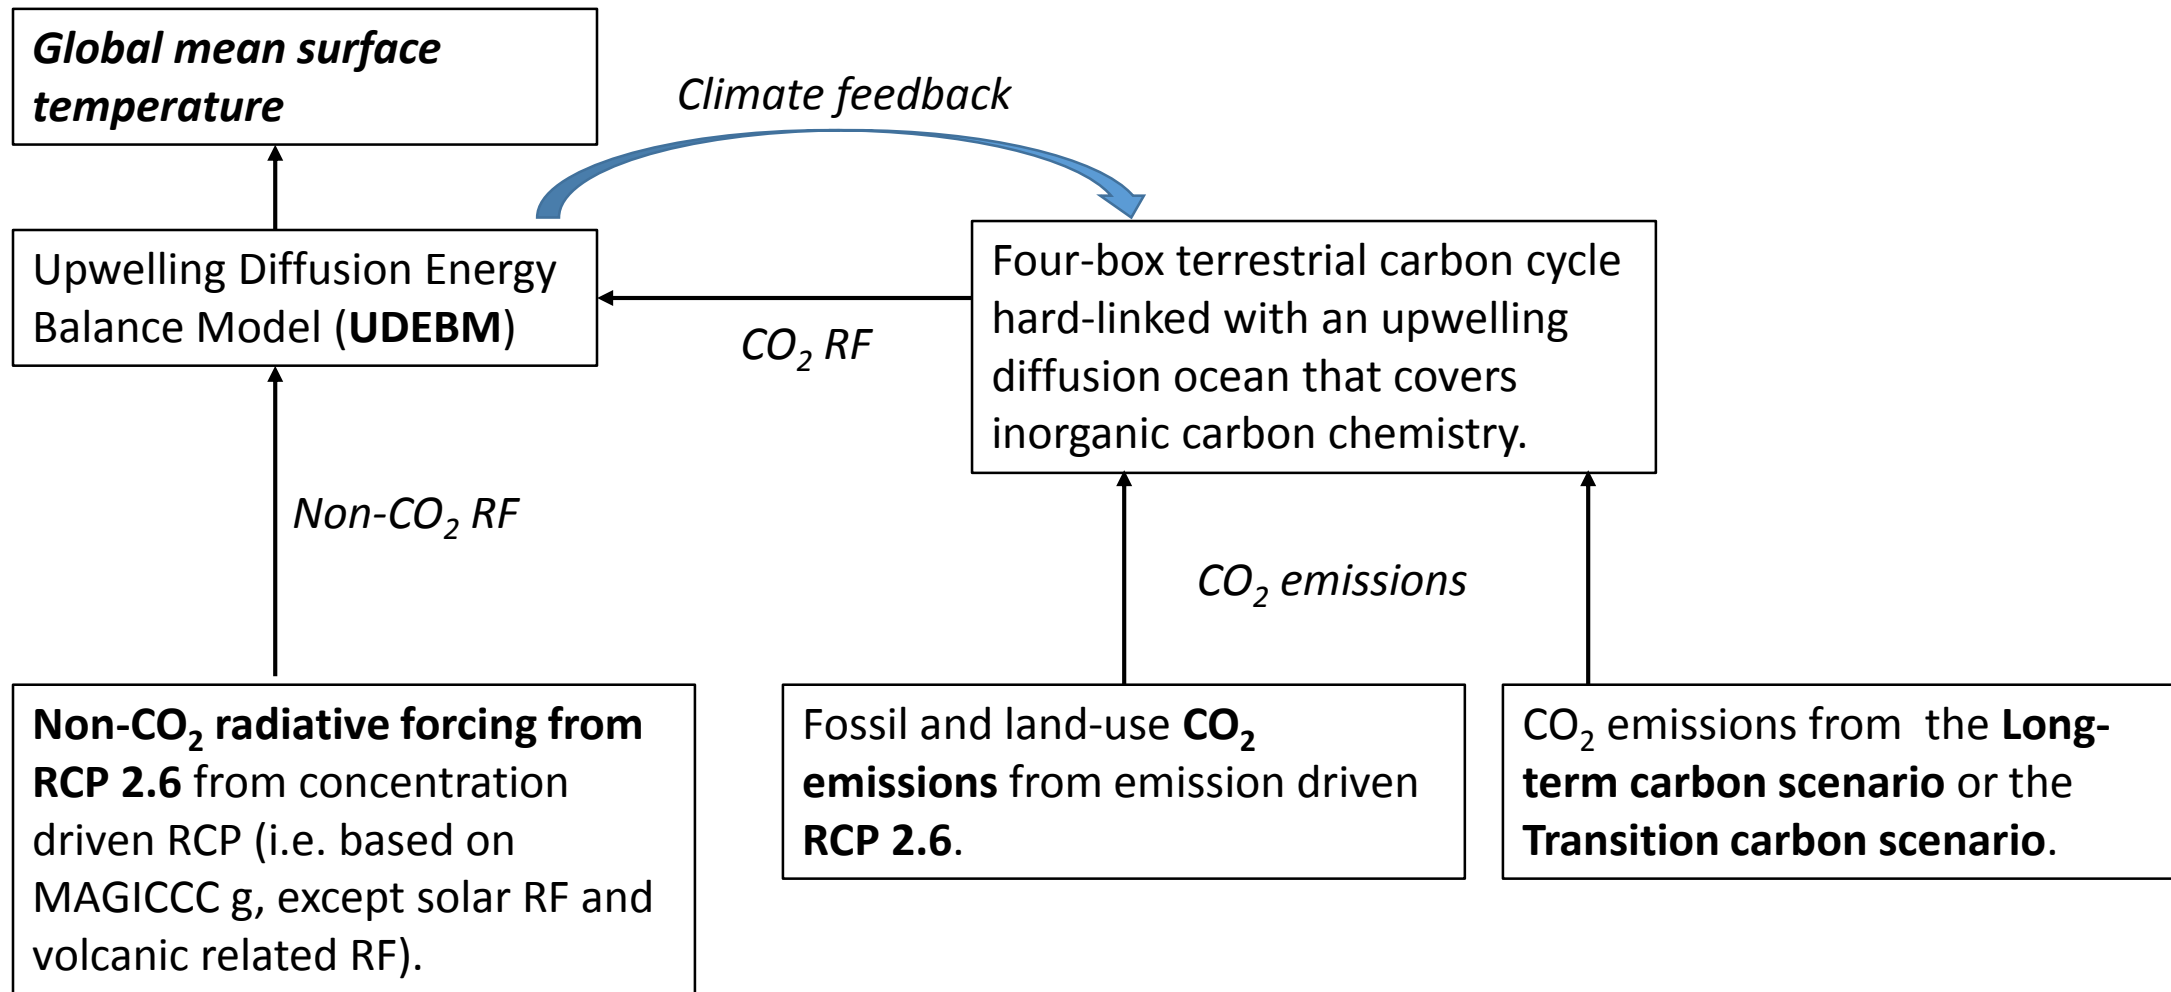 Global mean surface
temperature
Climate feedback
Upwelling Diffusion Energy
Balance Model (UDEBM)
CO₂ RF
Four-box terrestrial carbon cycle
hard-linked with an upwelling
diffusion ocean that covers
inorganic carbon chemistry.
Non-CO₂ RF
CO₂ emissions
Non-CO₂ radiative forcing from
RCP 2.6 from concentration
driven RCP (i.e. based on
MAGICCC g, except solar RF and
volcanic related RF).
Fossil and land-use CO₂
emissions from emission driven
RCP 2.6.
CO₂ emissions from the Long-
term carbon scenario or the
Transition carbon scenario.